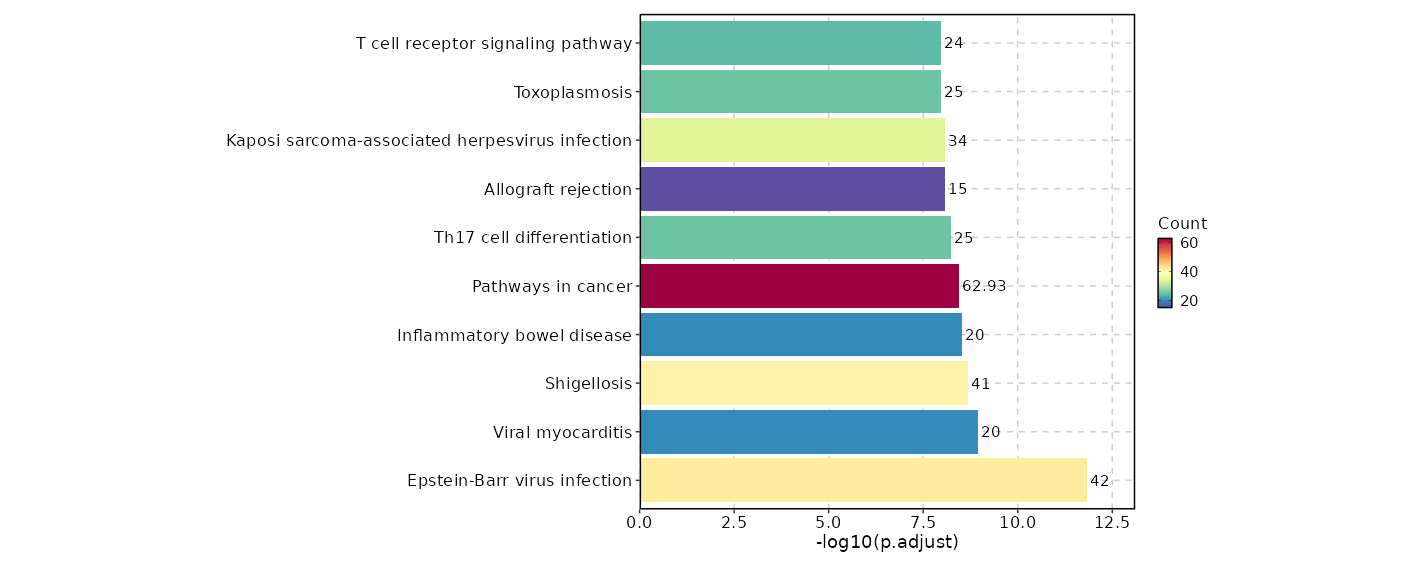 T cell receptor signaling pathway 24
Toxoplasmosis 25
Kaposi sarcoma-associated herpesvirus infection 34
Allograft rejection 15
Th17 cell differentiation 25
Pathways in cancer 62.93
Inflammatory bowel disease 20
Shigellosis 41
Viral myocarditis 20
Epstein-Barr virus infection 42
0.0 2.5 5.0 7.5 10.0 12.5
-log10(p.adjust)
Count
60
40
20